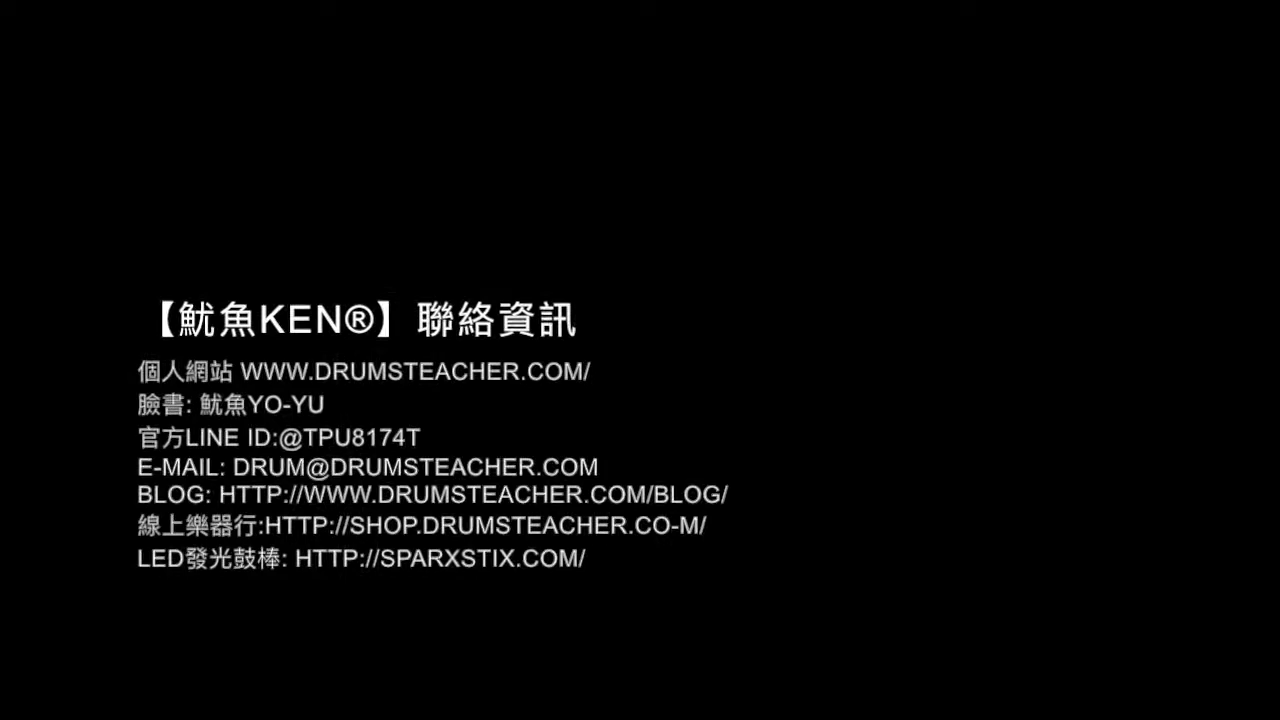 【魷魚KEN®】聯絡資訊
個人網站 WWW.DRUMSTEACHER.COM/
臉書: 魷魚YO-YU
官方LINE ID:@TPU8174T
E-MAIL: DRUM@DRUMSTEACHER.COM
BLOG: HTTP://WWW.DRUMSTEACHER.COM/BLOG/
線上樂器行:HTTP://SHOP.DRUMSTEACHER.CO-M/
LED發光鼓棒: HTTP://SPARXSTIX.COM/